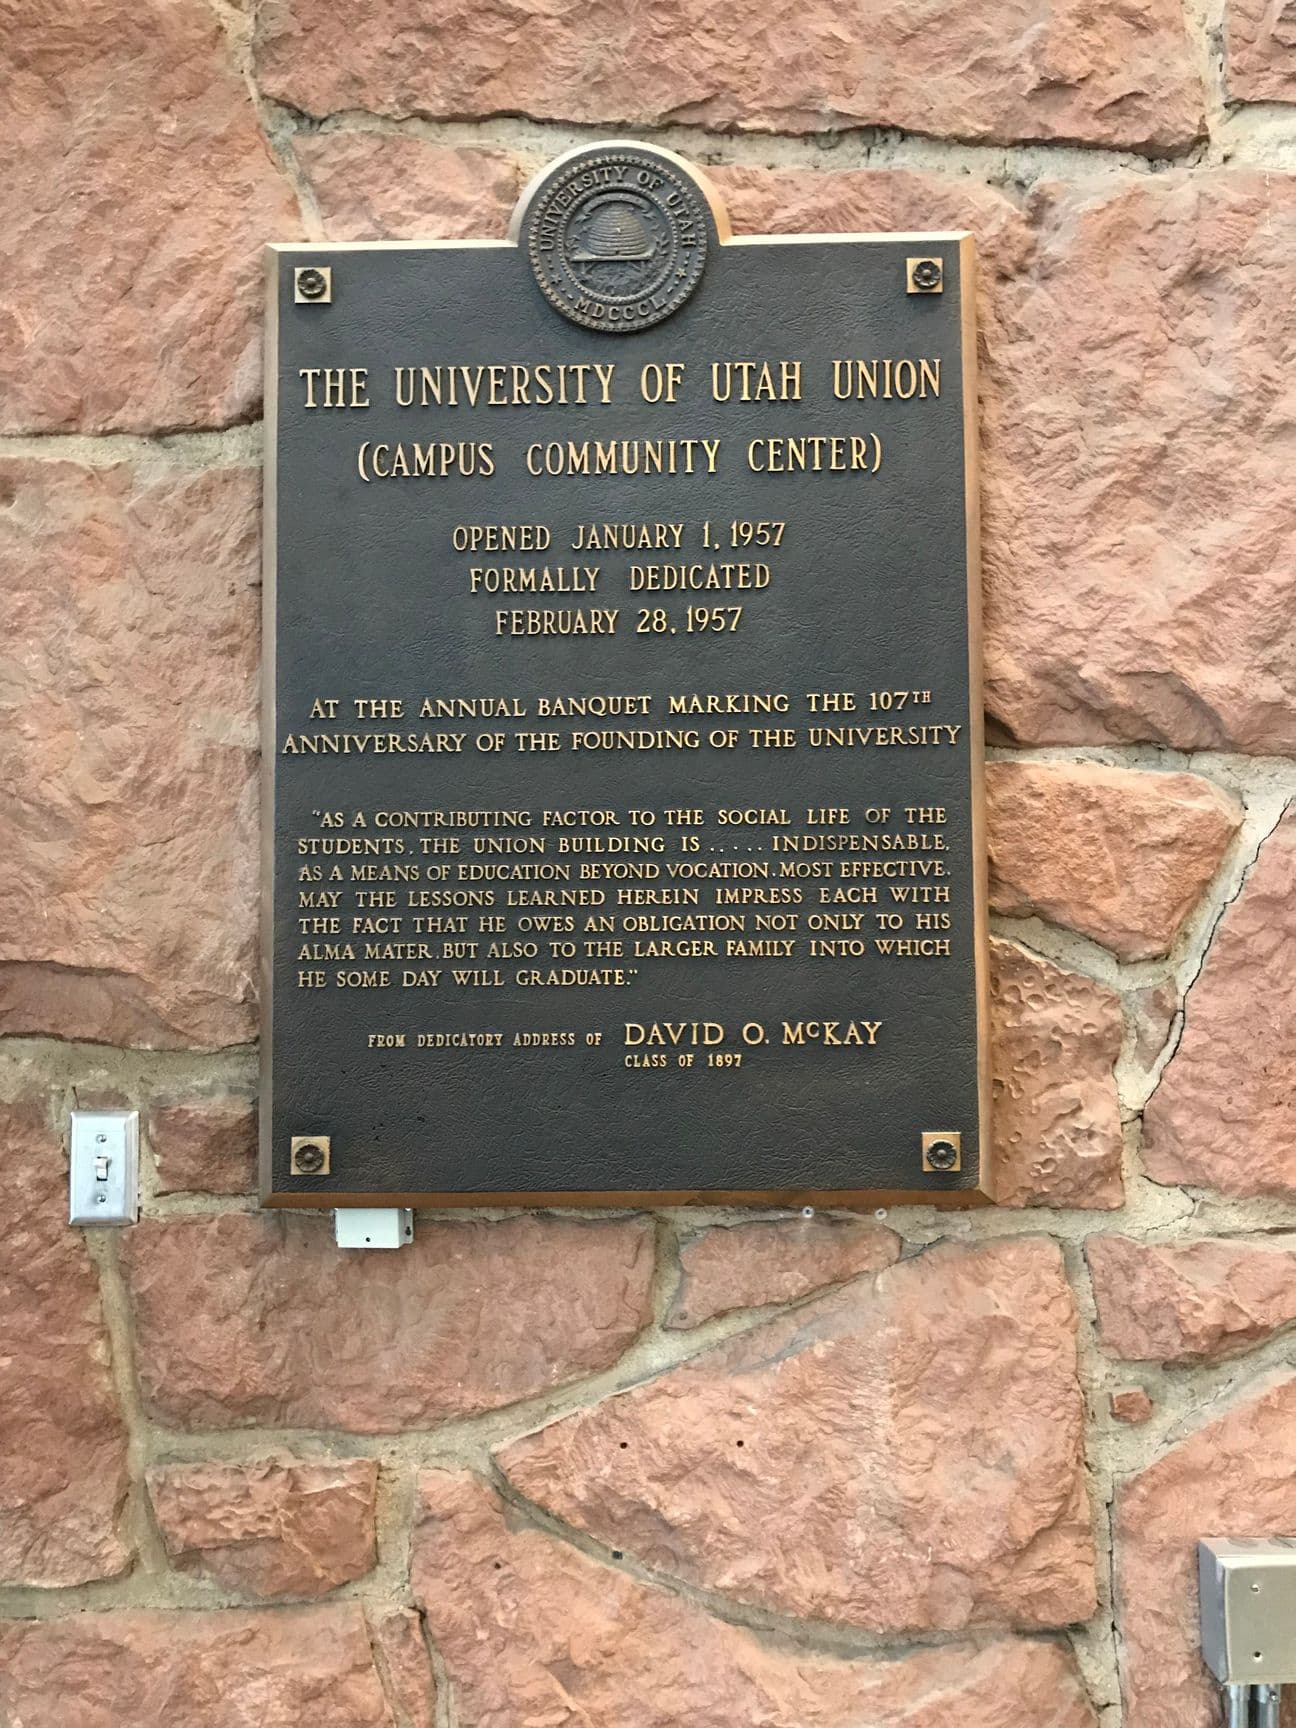 UNIVERSITY OF UTAH
MDCCCL
THE UNIVERSITY OF UTAH UNION
(CAMPUS COMMUNITY CENTER)
OPENED JANUARY 1, 1957
FORMALLY DEDICATED
FEBRUARY 28, 1957
AT THE ANNUAL BANQUET MARKING THE 107TH
ANNIVERSARY OF THE FOUNDING OF THE UNIVERSITY
"AS A CONTRIBUTING FACTOR TO THE SOCIAL LIFE OF THE
STUDENTS, THE UNION BUILDING IS ..... INDISPENSABLE,
AS A MEANS OF EDUCATION BEYOND VOCATION, MOST EFFECTIVE.
MAY THE LESSONS LEARNED HEREIN IMPRESS EACH WITH
THE FACT THAT HE OWES AN OBLIGATION NOT ONLY TO HIS
ALMA MATER, BUT ALSO TO THE LARGER FAMILY INTO WHICH
HE SOME DAY WILL GRADUATE."
FROM DEDICATORY ADDRESS OF DAVID O. McKAY
CLASS OF 1897